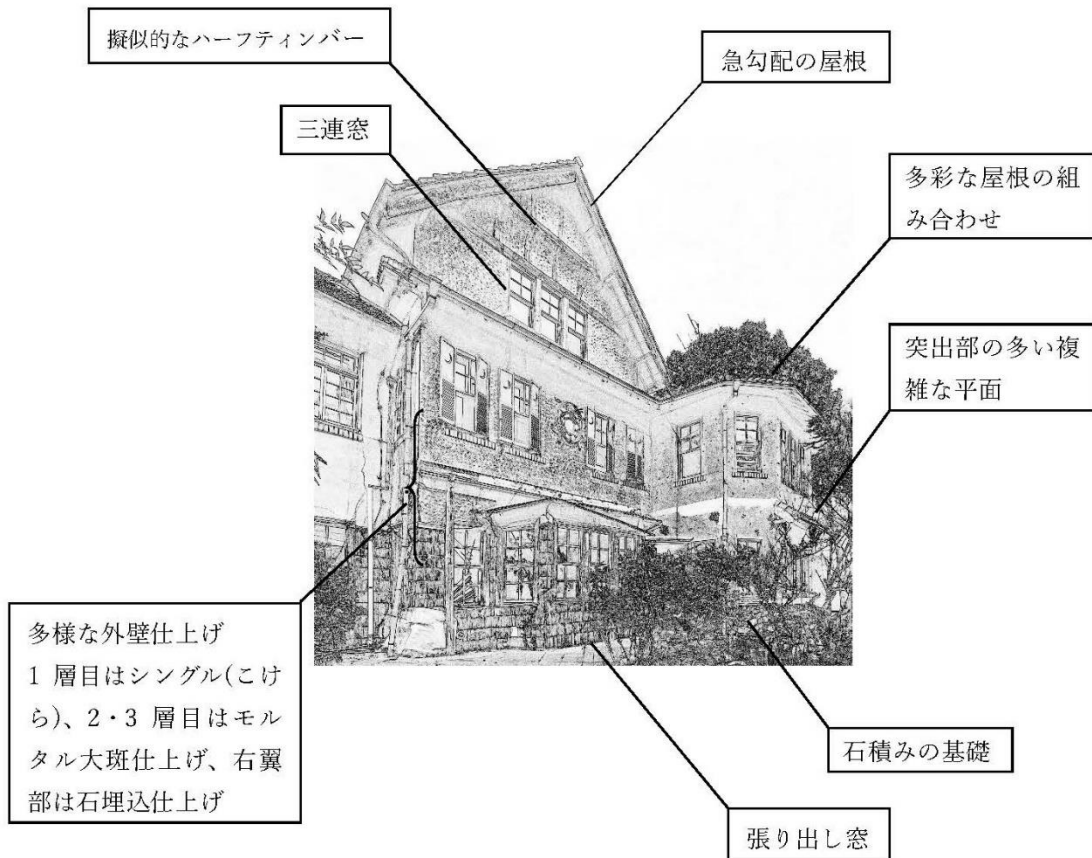 擬似的なハーフティンバー
急勾配の屋根
三連窓
多彩な屋根の組
み合わせ
突出部の多い複
雑な平面
多様な外壁仕上げ
1 層目はシングル(こけ
ら)、2・3 層目はモル
タル大斑仕上げ、右翼
部は石埋込仕上げ
石積みの基礎
張り出し窓